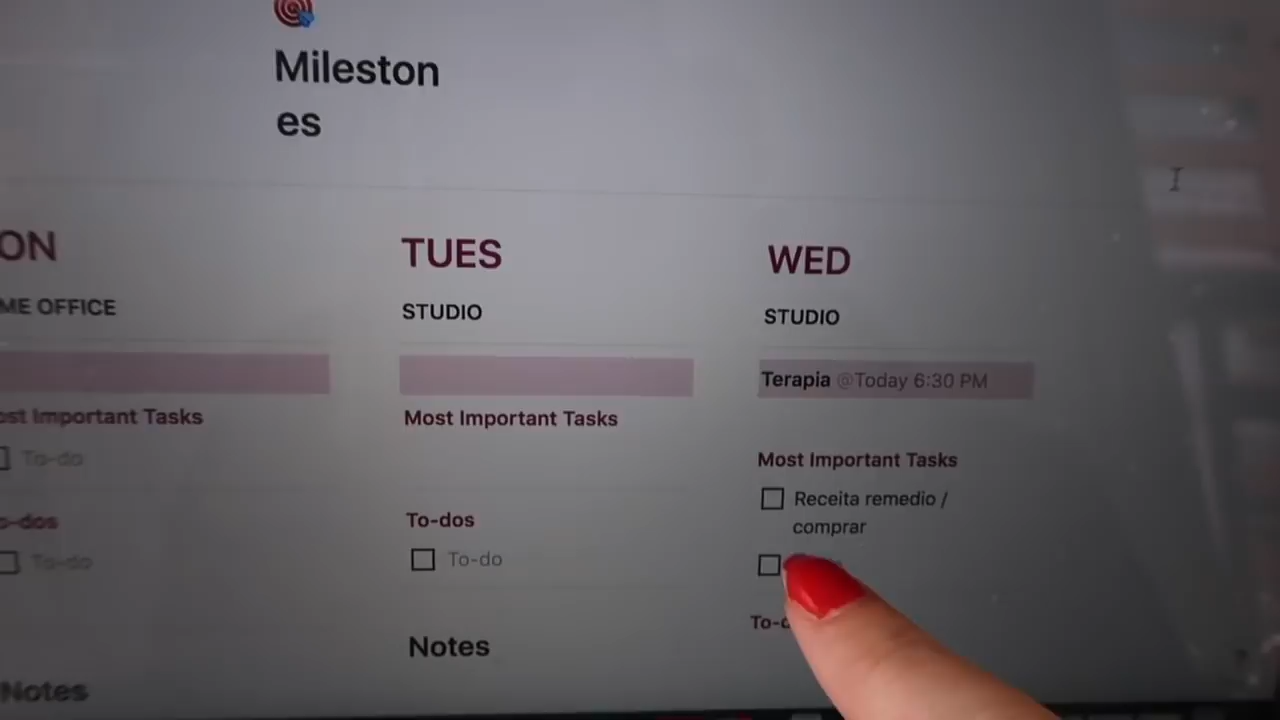 Mileston
es
ON
TUES
WED
ME OFFICE
STUDIO
STUDIO
Terapia @Today 6:30 PM
ost Important Tasks
Most Important Tasks
Most Important Tasks
To-do
Receita remedio /
comprar
o-dos
To-dos
To-do
To-do
To-d
Notes
Notes